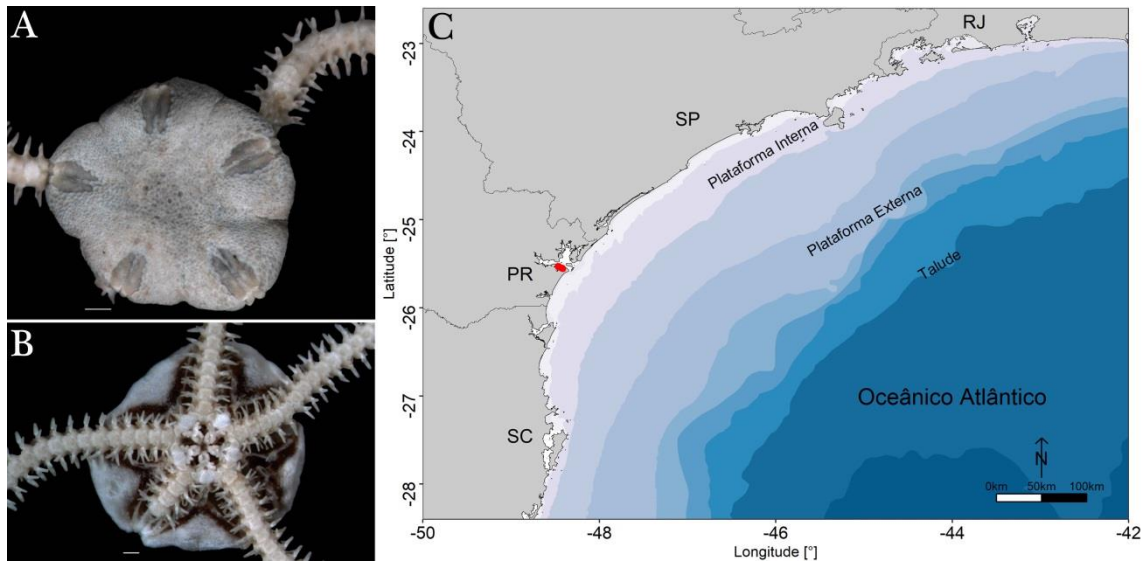 A
B
C
RJ
SP
PR
SC
Plataforma Interna
Plataforma Externa
Talude
Oceânico Atlântico
N
0km 50km 100km
Latitude [°]
-23
-24
-25
-26
-27
-28
-50 -48 -46 -44 -42
Longitude [°]